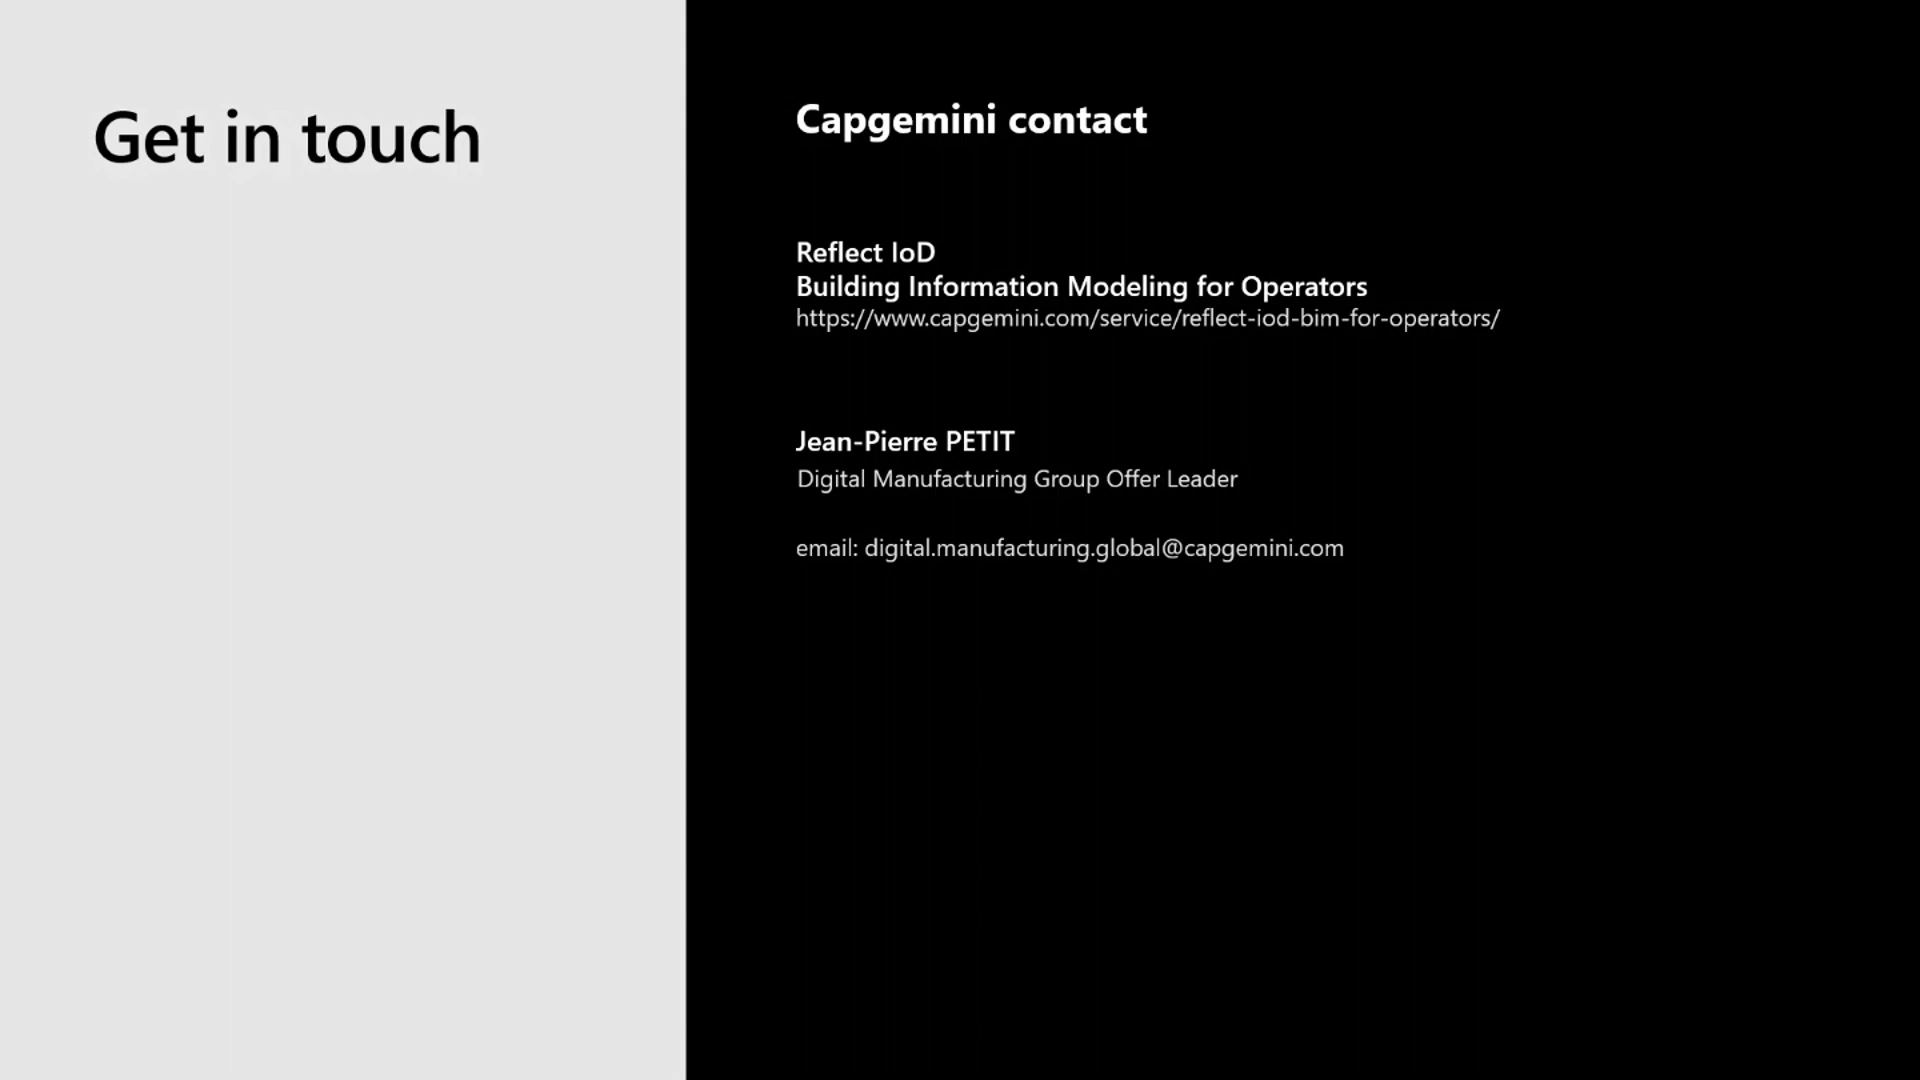 Get in touch
Capgemini contact
Reflect IoD
Building Information Modeling for Operators
https://www.capgemini.com/service/reflect-iod-bim-for-operators/
Jean-Pierre PETIT
Digital Manufacturing Group Offer Leader
email: digital.manufacturing.global@capgemini.com